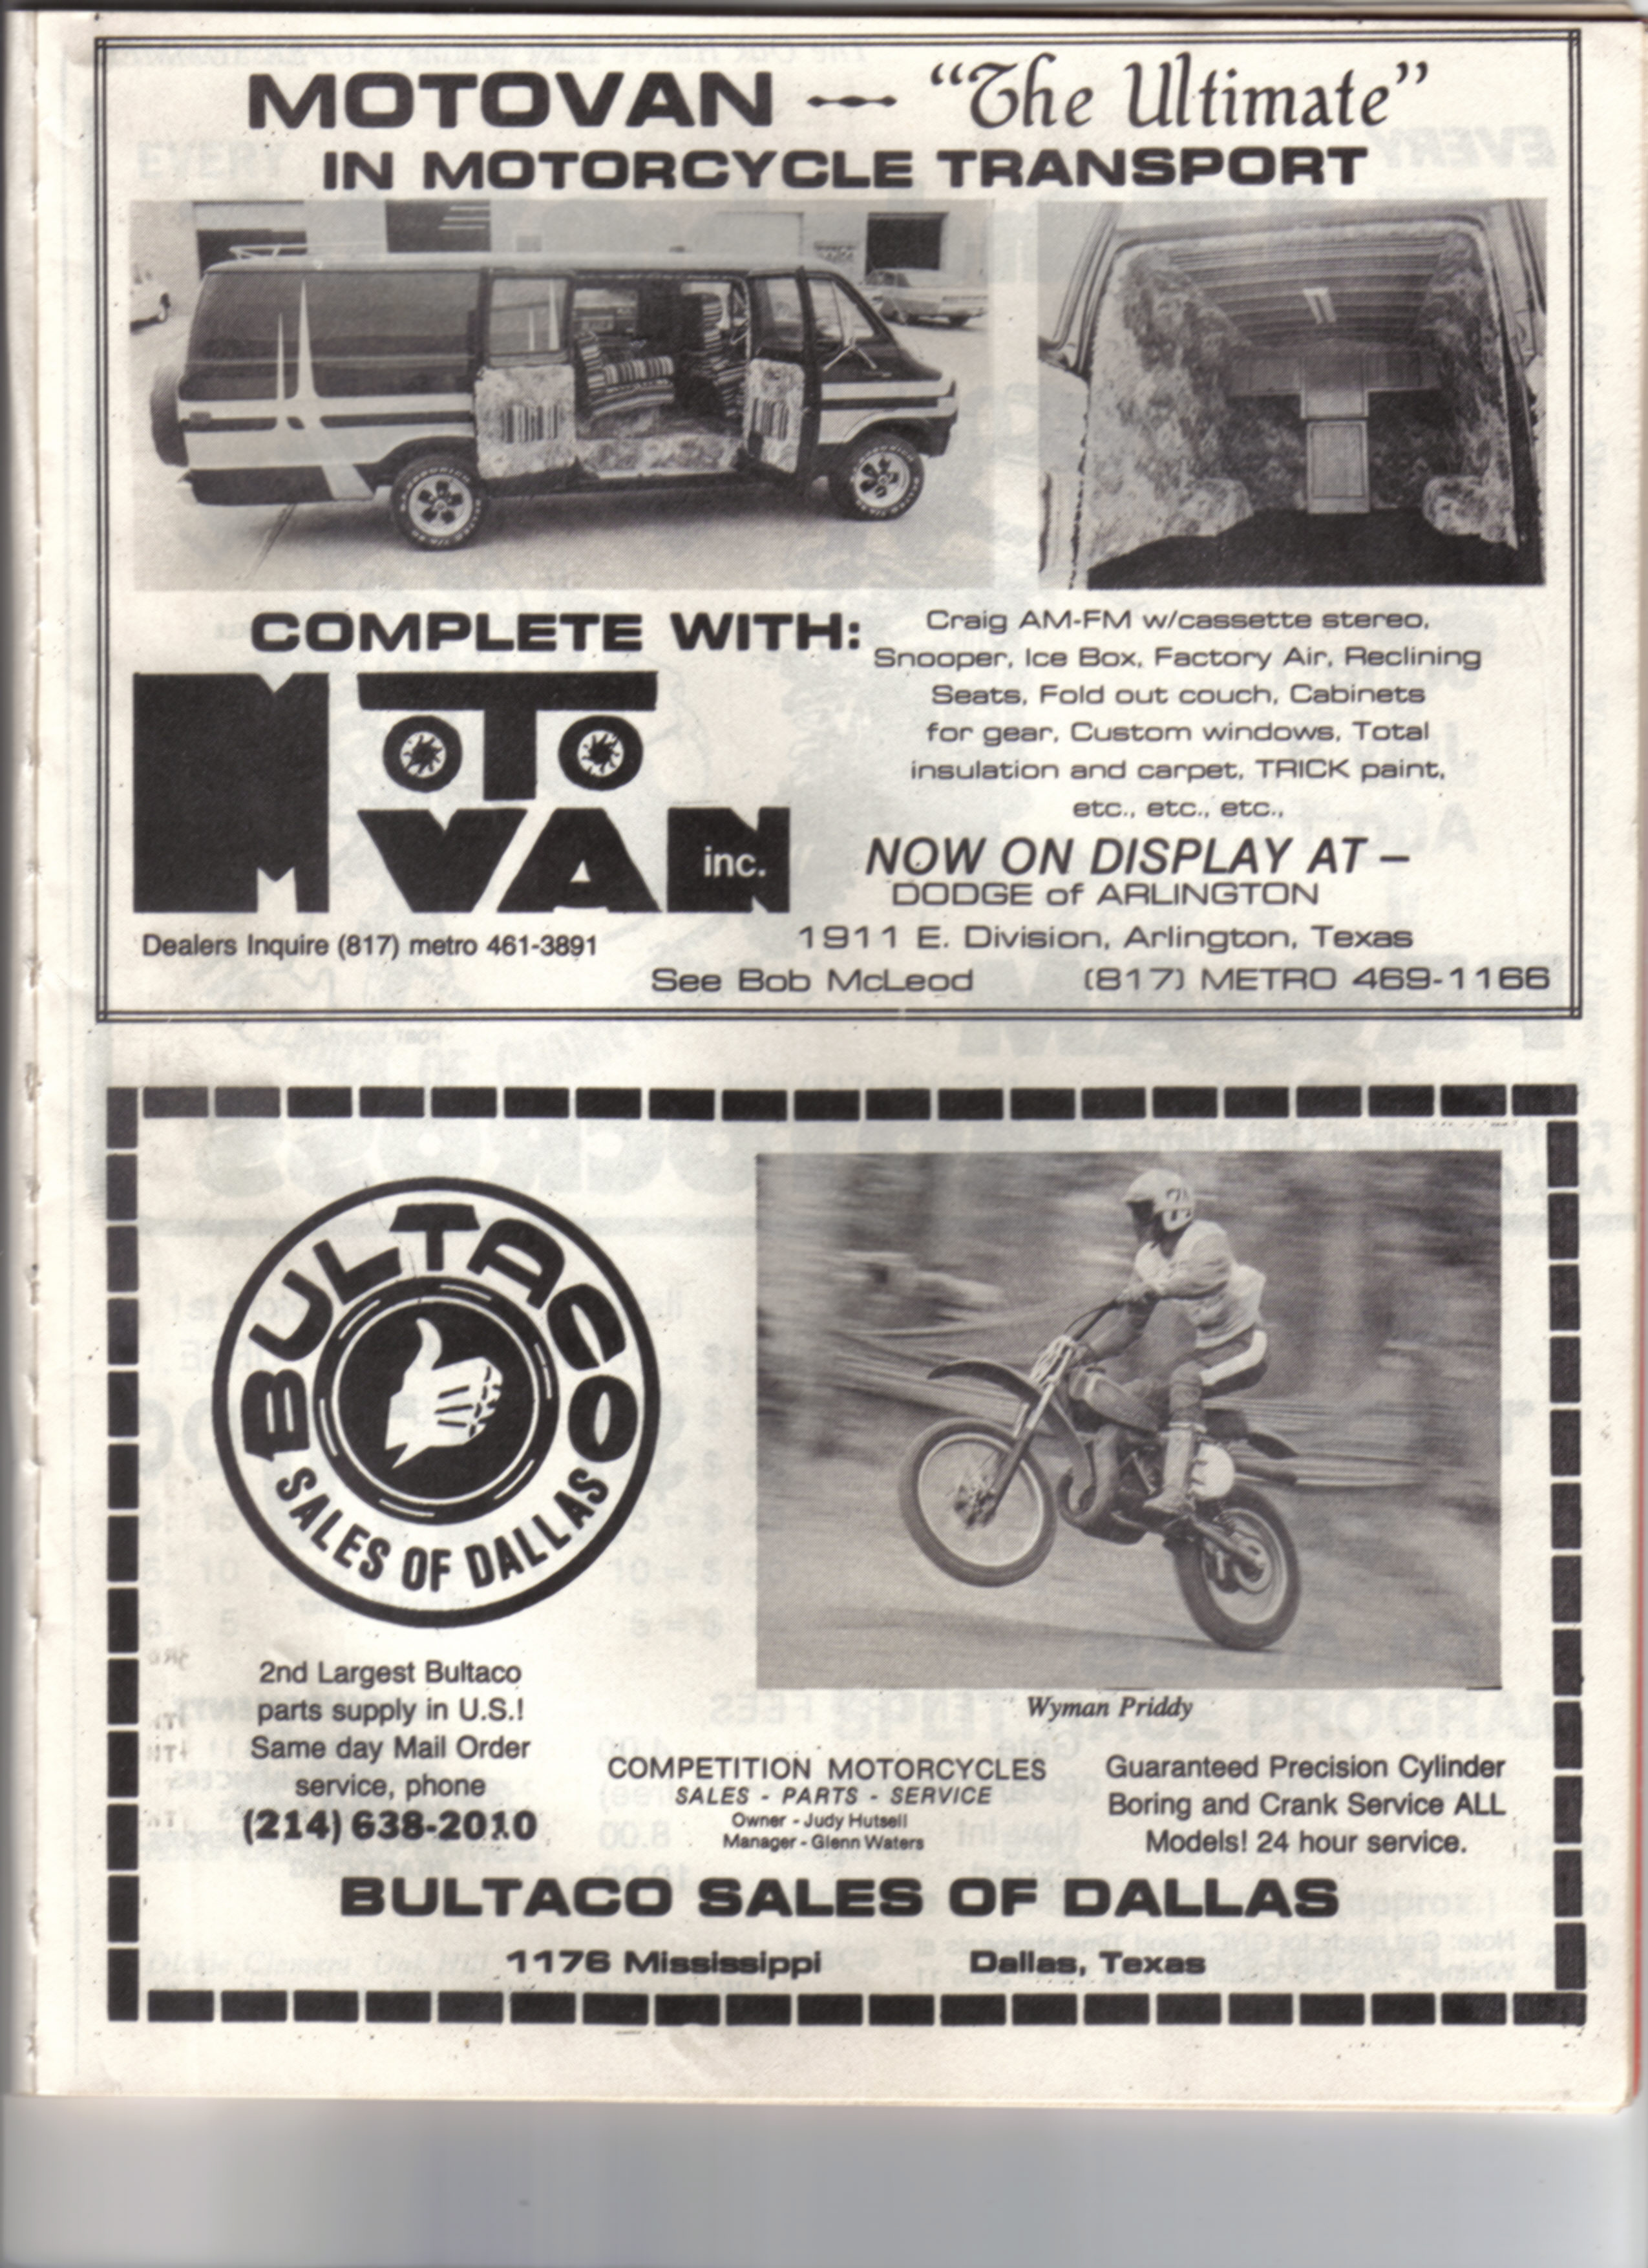 MOTOVAN — "The Ultimate"
IN MOTORCYCLE TRANSPORT
COMPLETE WITH:
Craig AM-FM w/cassette stereo,
Snooper, Ice Box, Factory Air, Reclining
Seats, Fold out couch, Cabinets
for gear, Custom windows, Total
insulation and carpet, TRICK paint,
etc., etc., etc.,
MOTO
VAN inc.
NOW ON DISPLAY AT –
DODGE of ARLINGTON
Dealers Inquire (817) metro 461-3891
1911 E. Division, Arlington, Texas
See Bob McLeod (817) METRO 469-1166
BULTACO
SALES OF DALLAS
Wyman Priddy
2nd Largest Bultaco
parts supply in U.S.!
Same day Mail Order
service, phone
(214) 638-2010
COMPETITION MOTORCYCLES
SALES - PARTS - SERVICE
Owner - Judy Hutsell
Manager - Glenn Waters
Guaranteed Precision Cylinder
Boring and Crank Service ALL
Models! 24 hour service.
BULTACO SALES OF DALLAS
1176 Mississippi Dallas, Texas